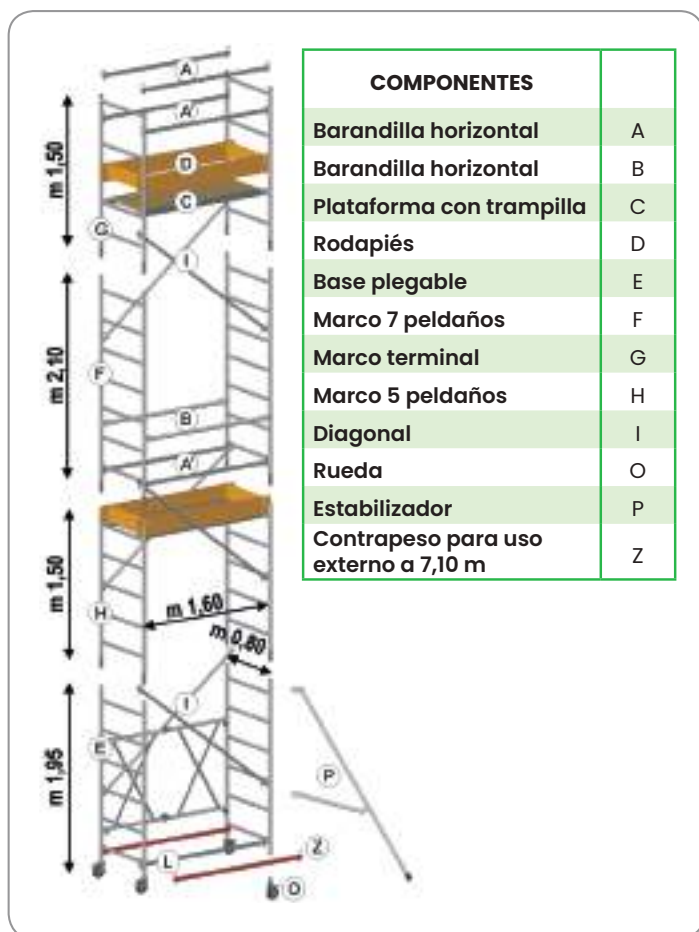 A
A
m 1,50
D
C
G
I
m 2,10
F
B
A
m 1,50
m 1,60
H
m 0,80
I
E
m 1,95
P
L
Z
O
COMPONENTES
Barandilla horizontal A
Barandilla horizontal B
Plataforma con trampilla C
Rodapiés D
Base plegable E
Marco 7 peldaños F
Marco terminal G
Marco 5 peldaños H
Diagonal I
Rueda O
Estabilizador P
Contrapeso para uso
externo a 7,10 m Z